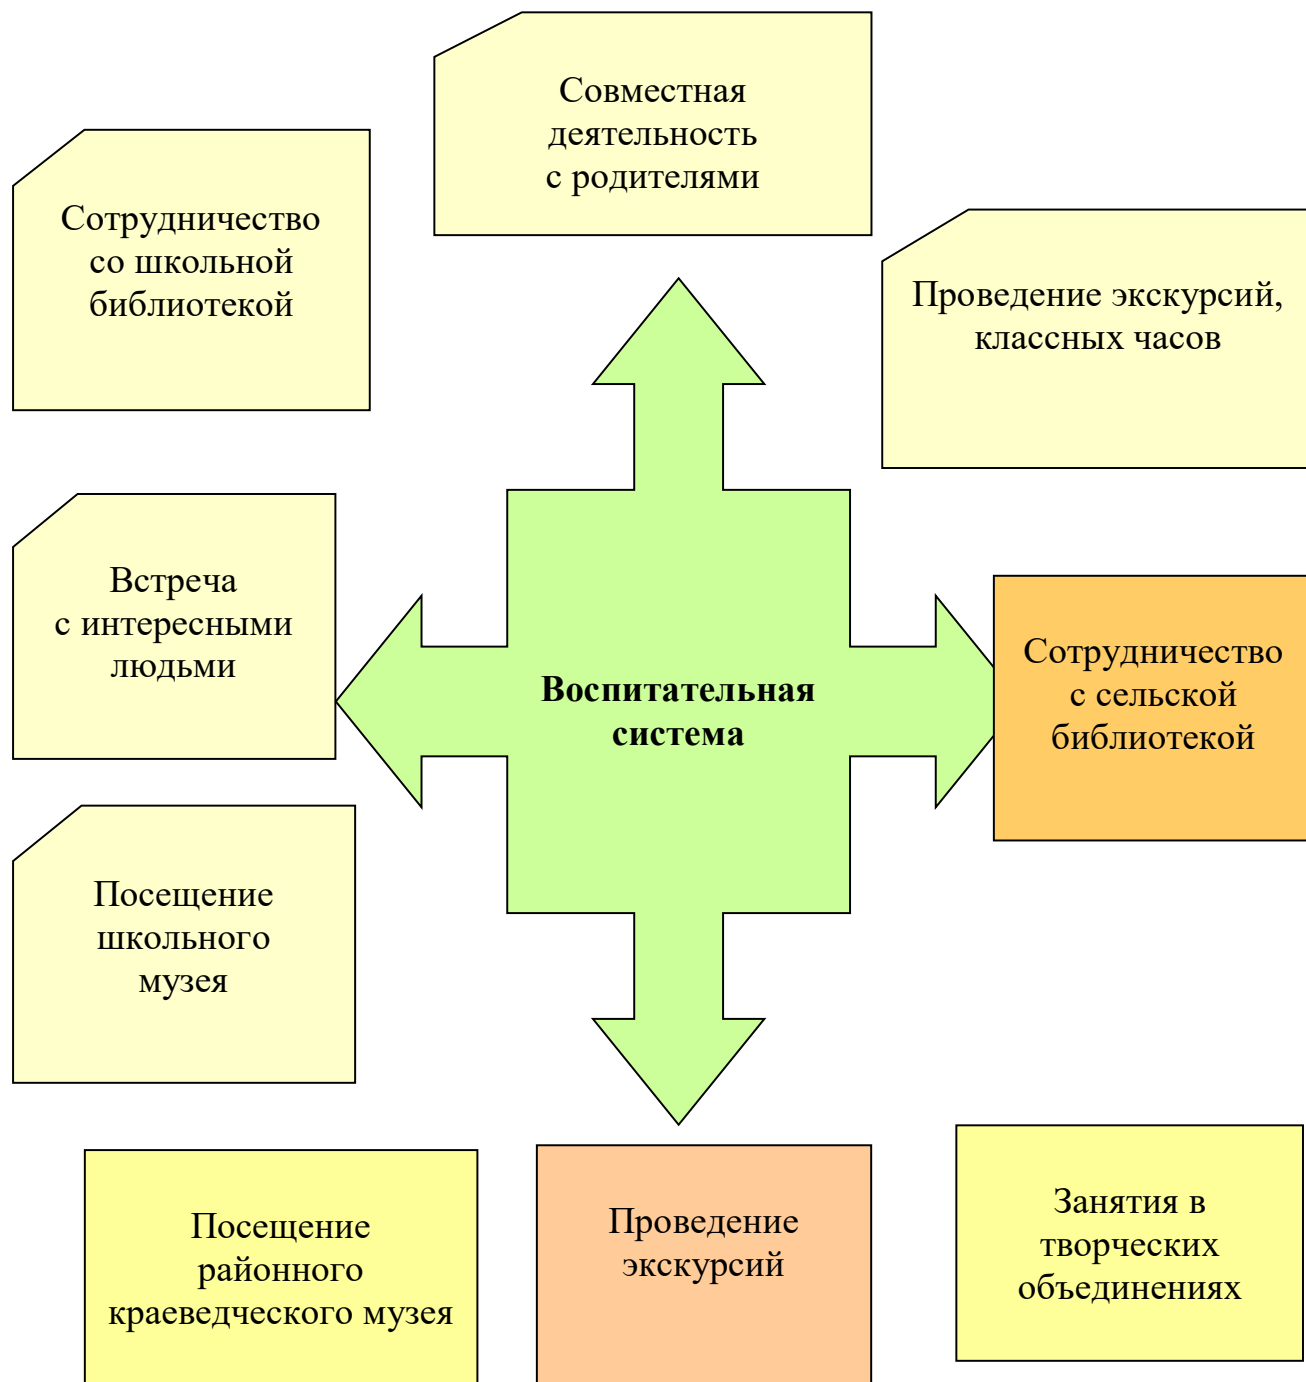 Совместная
деятельность
с родителями
Сотрудничество
со школьной
библиотекой
Проведение экскурсий,
классных часов
Встреча
с интересными
людьми
Воспитательная
система
Сотрудничество
с сельской
библиотекой
Посещение
школьного
музея
Посещение
районного
краеведческого музея
Проведение
экскурсий
Занятия в
творческих
объединениях